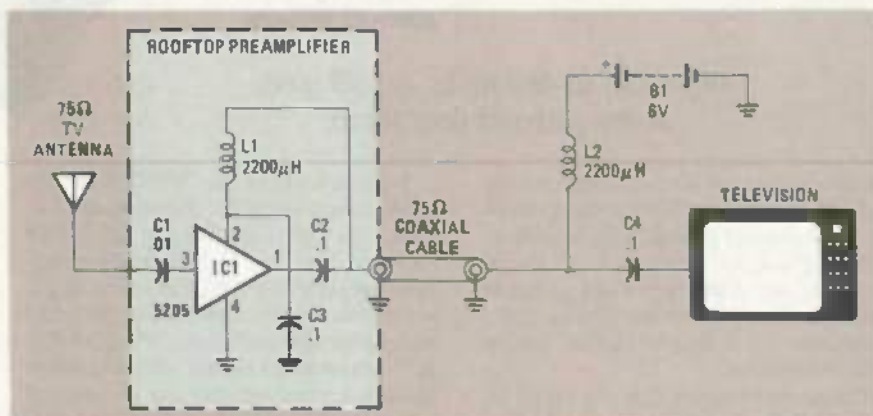 ROOFTOP PREAMPLIFIER
75Ω
TV
ANTENNA
C1
.01
3
IC1
5205
2
1
4
L1
2200µH
C2
.1
C3
.1
75Ω
COAXIAL
CABLE
L2
2200µH
+
B1
6V
C4
.1
TELEVISION